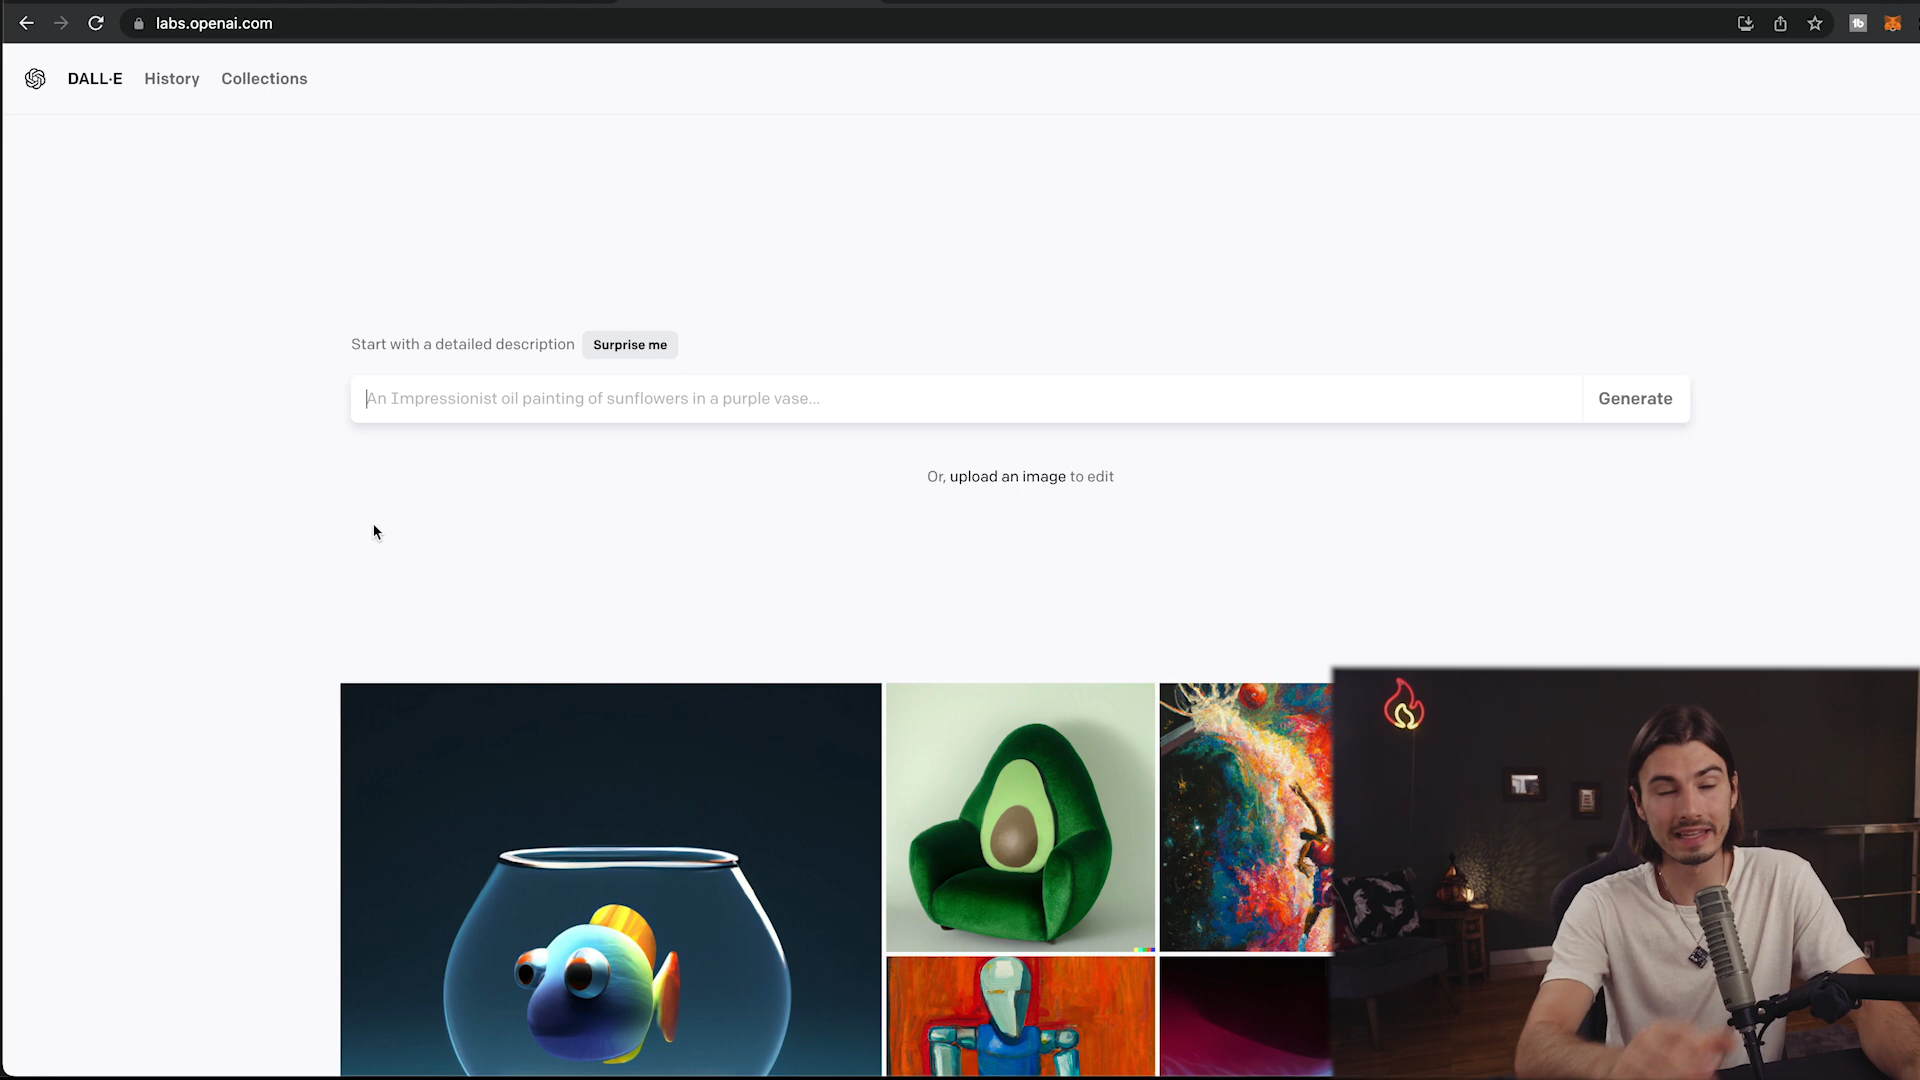 labs.openai.com
DALL·E History Collections
Start with a detailed description Surprise me
An Impressionist oil painting of sunflowers in a purple vase... Generate
Or, upload an image to edit